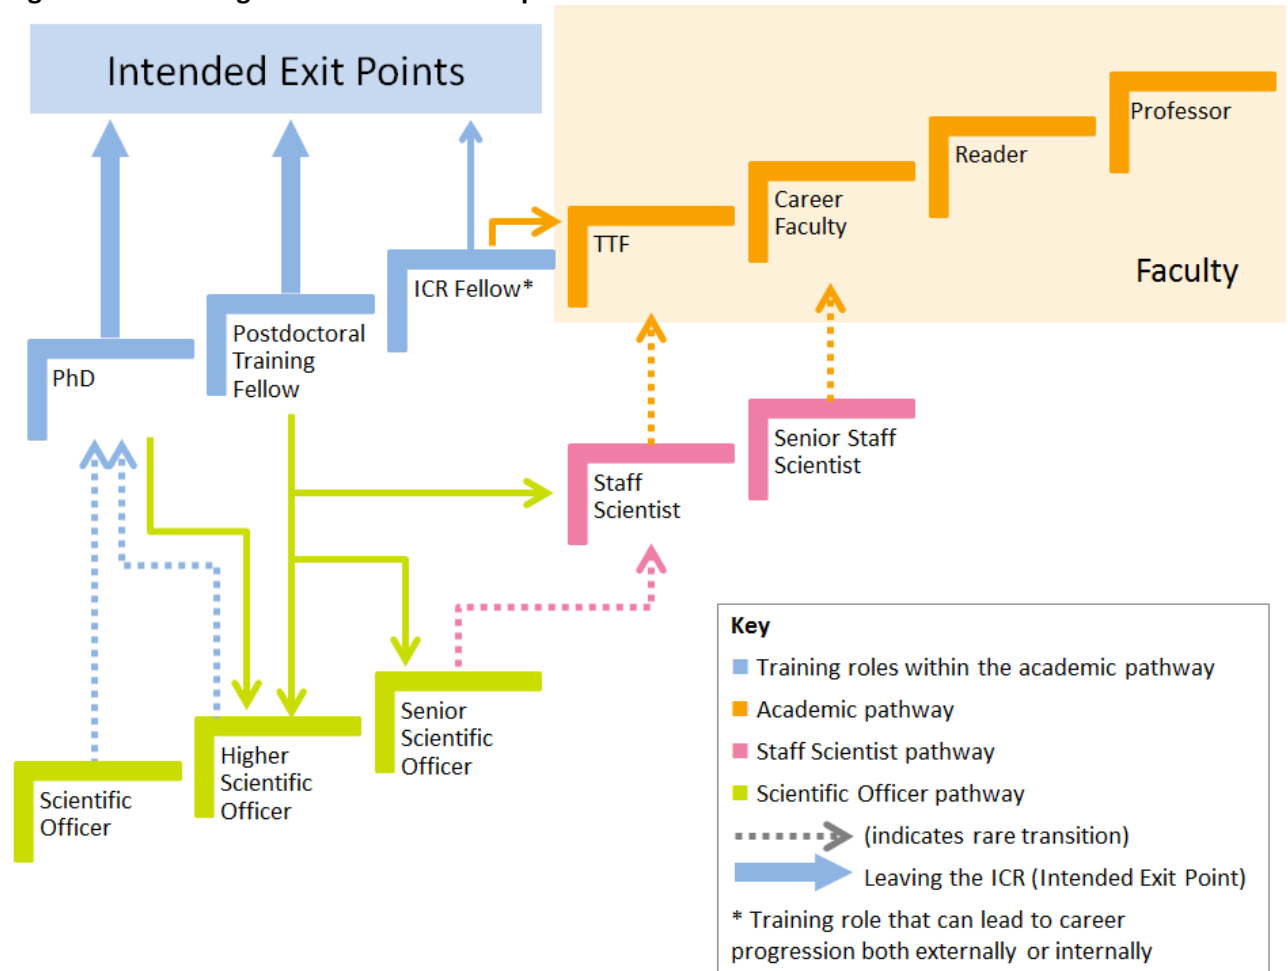 Intended Exit Points
Professor
Reader
Career
Faculty
TTF
Faculty
ICR Fellow*
Postdoctoral
Training
Fellow
PhD
Senior Staff
Scientist
Staff
Scientist
Senior
Scientific
Officer
Higher
Scientific
Officer
Scientific
Officer
Key
Training roles within the academic pathway
Academic pathway
Staff Scientist pathway
Scientific Officer pathway
(indicates rare transition)
Leaving the ICR (Intended Exit Point)
* Training role that can lead to career
progression both externally or internally